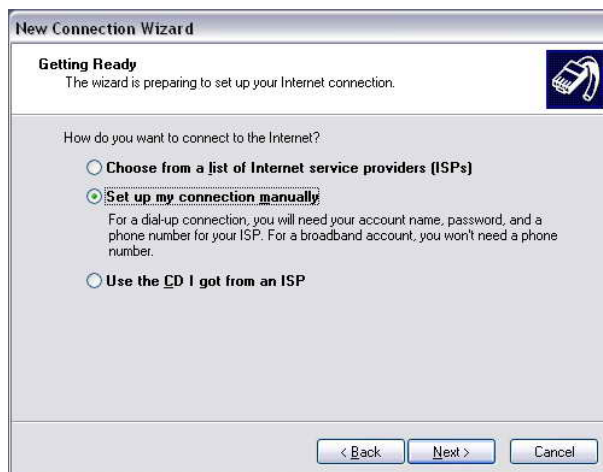 New Connection Wizard
Getting Ready
The wizard is preparing to set up your Internet connection.
How do you want to connect to the Internet?
Choose from a list of Internet service providers (ISPs)
Set up my connection manually
For a dial-up connection, you will need your account name, password, and a
phone number for your ISP. For a broadband account, you won't need a phone
number.
Use the CD I got from an ISP
< Back Next > Cancel